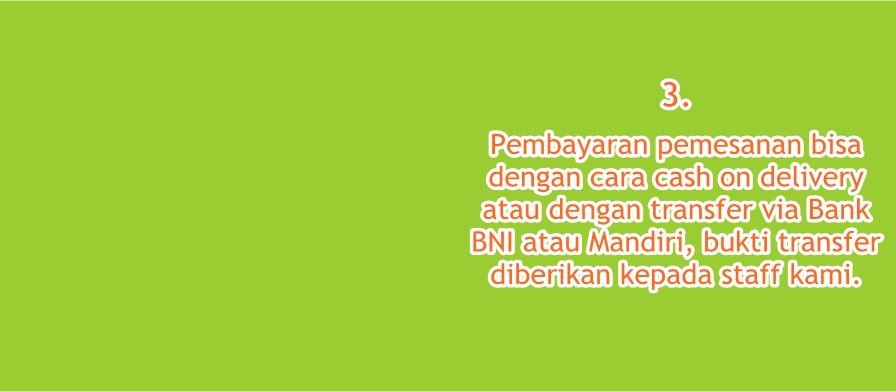 3.
Pembayaran pemesanan bisa
dengan cara cash on delivery
atau dengan transfer via Bank
BNI atau Mandiri, bukti transfer
diberikan kepada staff kami.